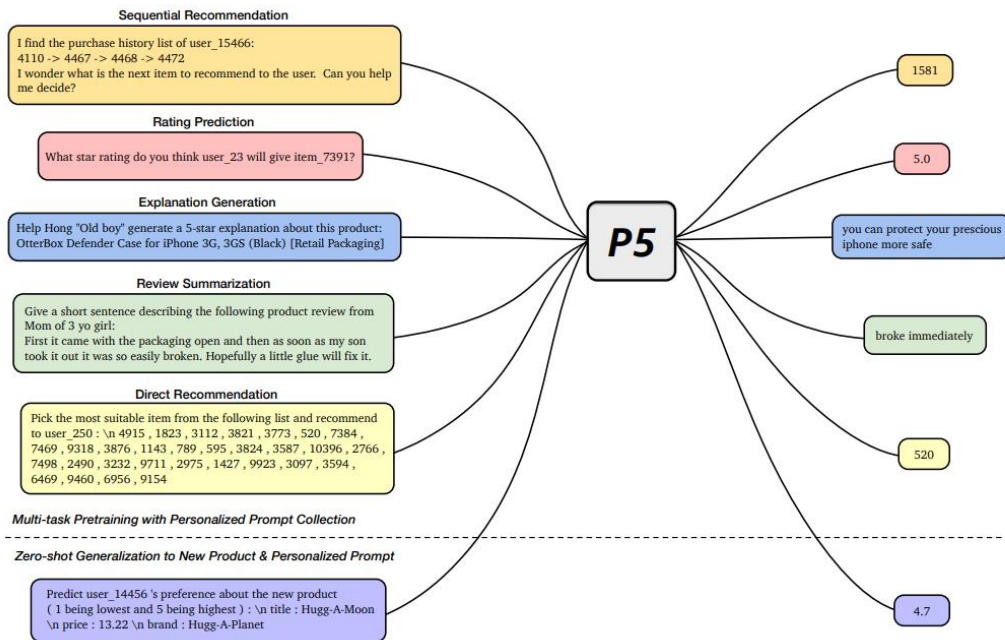 Sequential Recommendation
I find the purchase history list of user_15466:
4110 -> 4467 -> 4468 -> 4472
I wonder what is the next item to recommend to the user. Can you help
me decide?
1581
Rating Prediction
What star rating do you think user_23 will give item_7391?
5.0
Explanation Generation
Help Hong "Old boy" generate a 5-star explanation about this product:
OtterBox Defender Case for iPhone 3G, 3GS (Black) [Retail Packaging]
P5
you can protect your prescious
iphone more safe
Review Summarization
Give a short sentence describing the following product review from
Mom of 3 yo girl:
First it came with the packaging open and then as soon as my son
took it out it was so easily broken. Hopefully a little glue will fix it.
broke immediately
Direct Recommendation
Pick the most suitable item from the following list and recommend
to user_250 : \n 4915 , 1823 , 3112 , 3821 , 3773 , 520 , 7384 ,
7469 , 9318 , 3876 , 1143 , 789 , 595 , 3824 , 3587 , 10396 , 2766 ,
7498 , 2490 , 3232 , 9711 , 2975 , 1427 , 9923 , 3097 , 3594 ,
6469 , 9460 , 6956 , 9154
520
Multi-task Pretraining with Personalized Prompt Collection
Zero-shot Generalization to New Product & Personalized Prompt
Predict user_14456 's preference about the new product
( 1 being lowest and 5 being highest ) : \n title : Hugg-A-Moon
\n price : 13.22 \n brand : Hugg-A-Planet
4.7